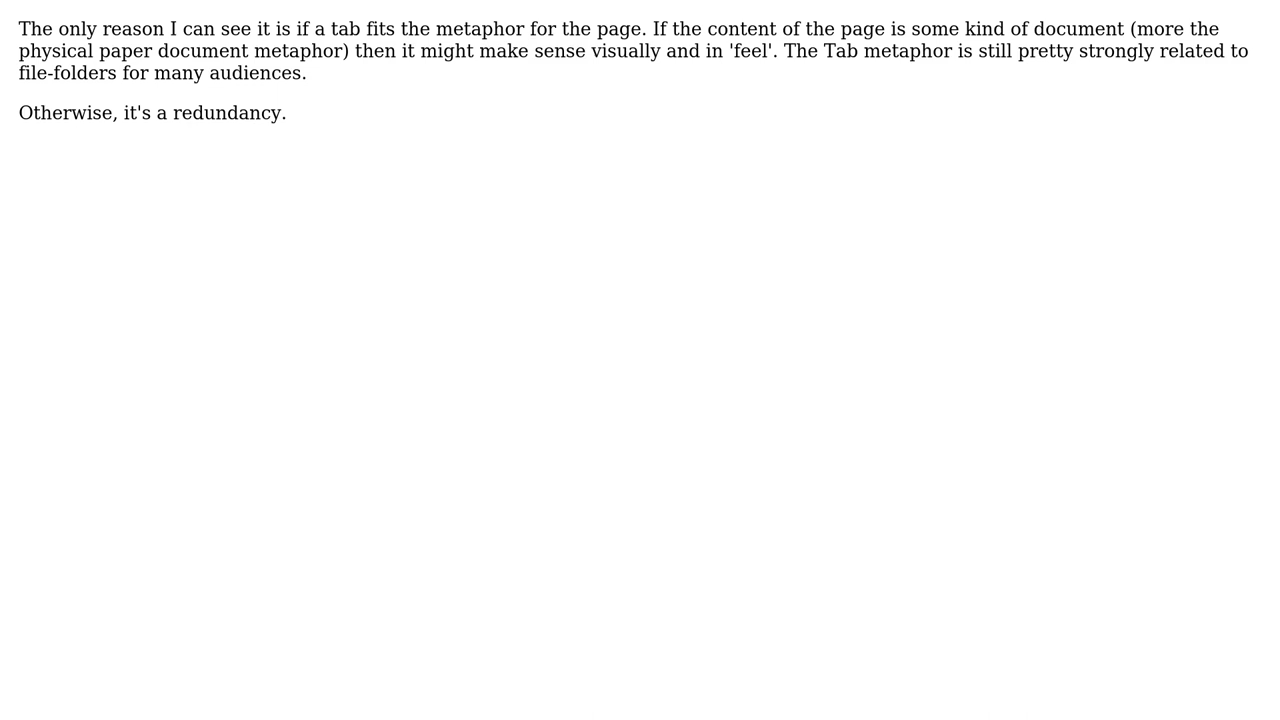 The only reason I can see it is if a tab fits the metaphor for the page. If the content of the page is some kind of document (more the
physical paper document metaphor) then it might make sense visually and in 'feel'. The Tab metaphor is still pretty strongly related to
file-folders for many audiences.
Otherwise, it's a redundancy.